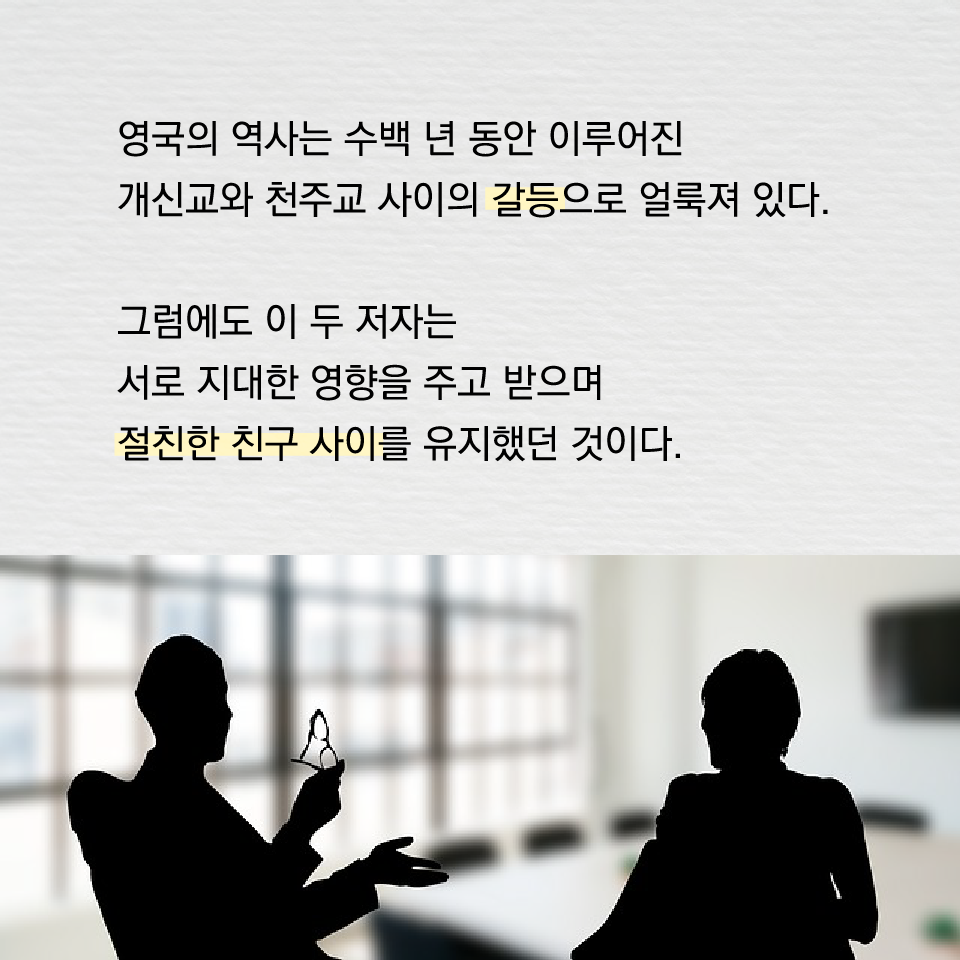 영국의 역사는 수백 년 동안 이루어진
개신교와 천주교 사이의 갈등으로 얼룩져 있다.
그럼에도 이 두 저자는
서로 지대한 영향을 주고 받으며
절친한 친구 사이를 유지했던 것이다.